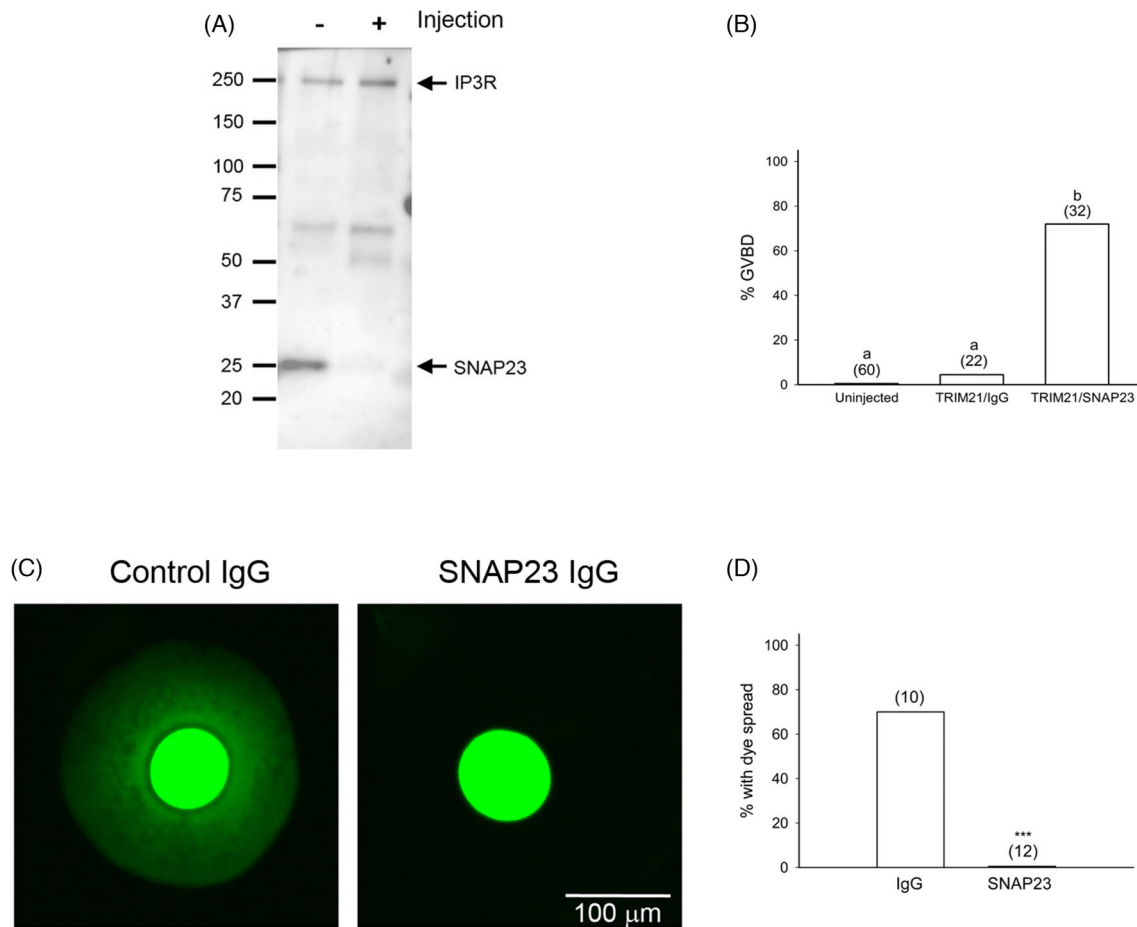 (A)
- + Injection
250
150
100
75
50
37
25
20
IP3R
SNAP23
(B)
% GVBD
100
80
60
40
20
0
a
(60)
a
(22)
b
(32)
Uninjected TRIM21/IgG TRIM21/SNAP23
(C)
Control IgG SNAP23 IgG
100 μm
(D)
% with dye spread
100
80
60
40
20
0
(10)
***
(12)
IgG SNAP23